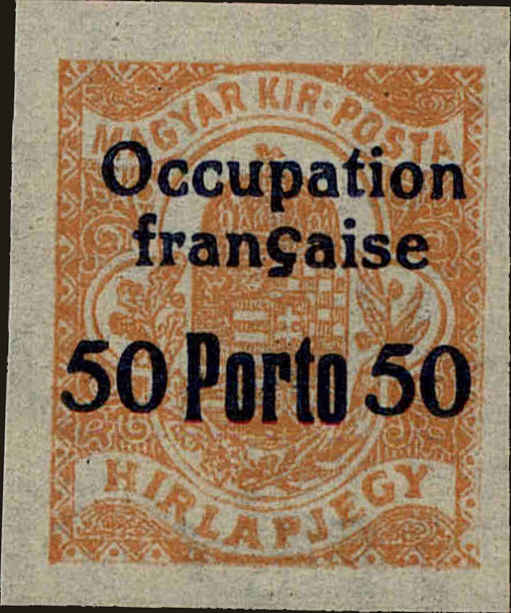 MAGYAR KIR·POSTA
Occupation
française
50 Porto 50
HIRLAPJEGY